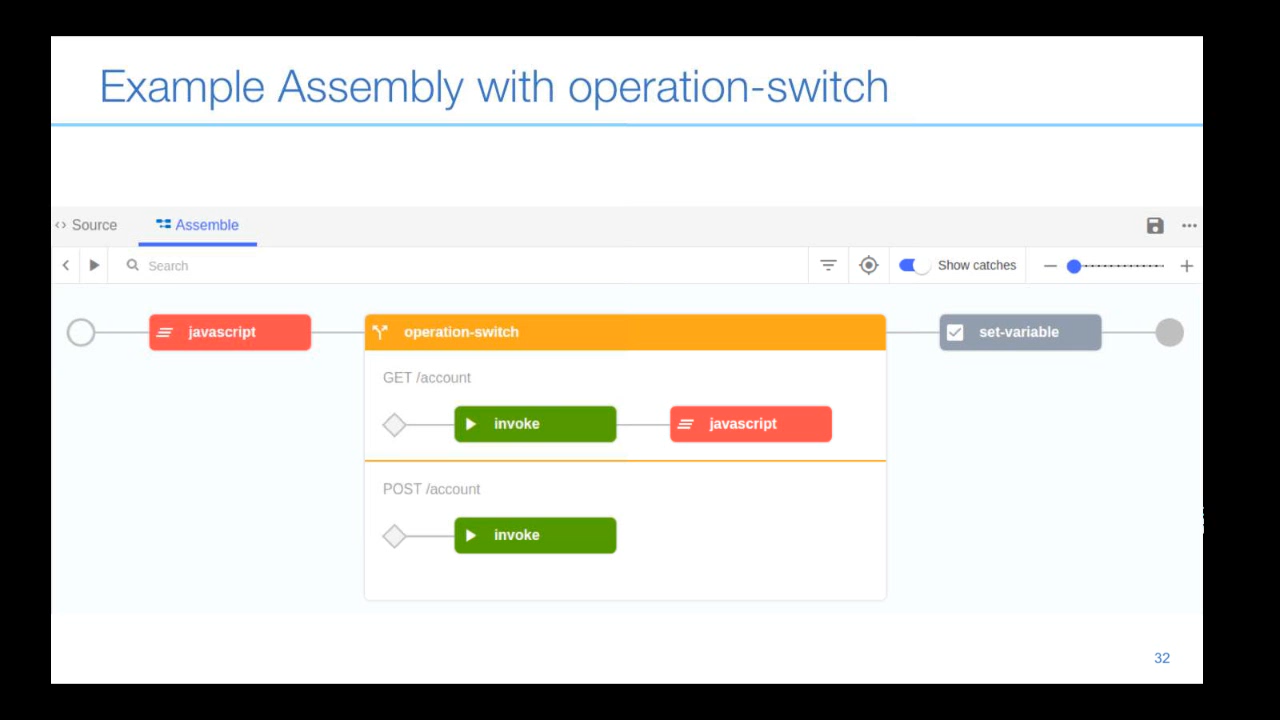 Example Assembly with operation-switch
<> Source
Assemble
Search
Show catches
javascript
operation-switch
set-variable
GET /account
invoke
javascript
POST /account
invoke
32